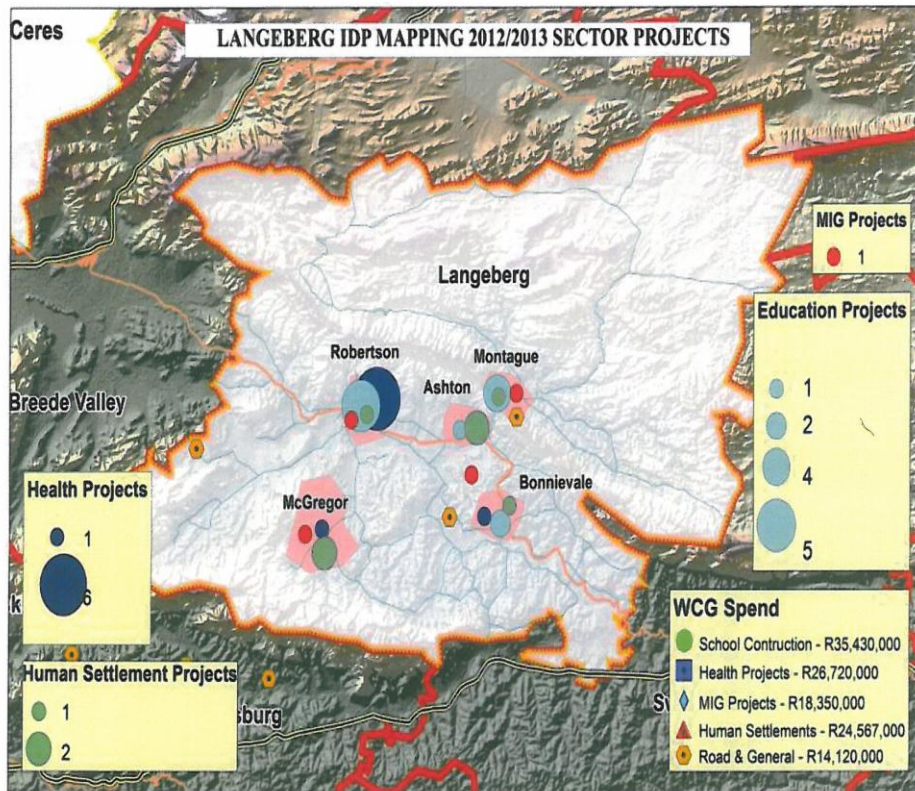 Ceres
LANGEBERG IDP MAPPING 2012/2013 SECTOR PROJECTS
MIG Projects
1
Langeberg
Education Projects
1
2
4
5
Robertson
Montague
Ashton
Breede Valley
Health Projects
1
6
McGregor
Bonnievale
WCG Spend
School Contruction - R35,430,000
Health Projects - R26,720,000
MIG Projects - R18,350,000
Human Settlements - R24,567,000
Road & General - R14,120,000
Human Settlement Projects
1
2
sburg
Sv
k